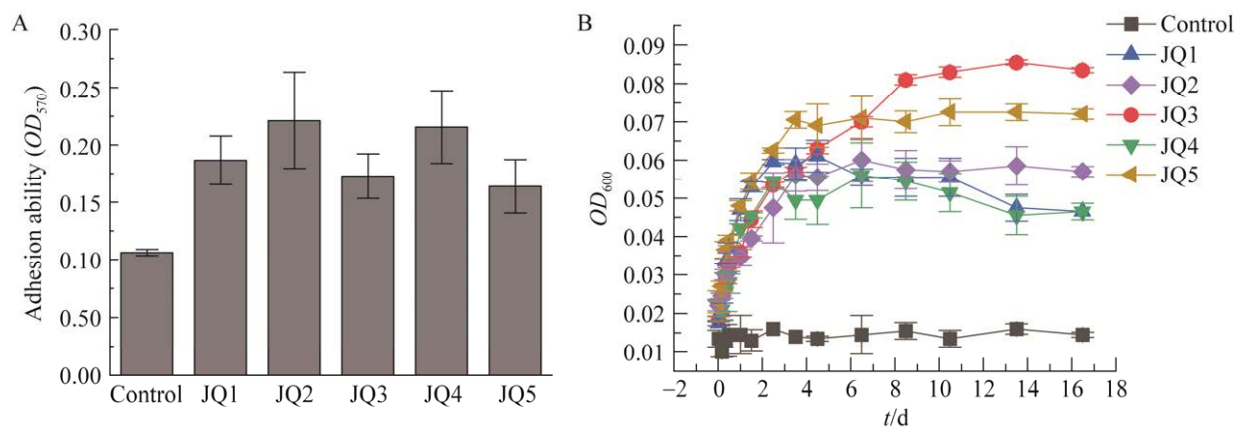 A
Adhesion ability (OD570)
0.30
0.25
0.20
0.15
0.10
0.50
0.00
Control JQ1 JQ2 JQ3 JQ4 JQ5
B
OD600
0.09
0.08
0.07
0.06
0.05
0.04
0.03
0.02
0.01
−2 0 2 4 6 8 10 12 14 16 18
t/d
Control
JQ1
JQ2
JQ3
JQ4
JQ5